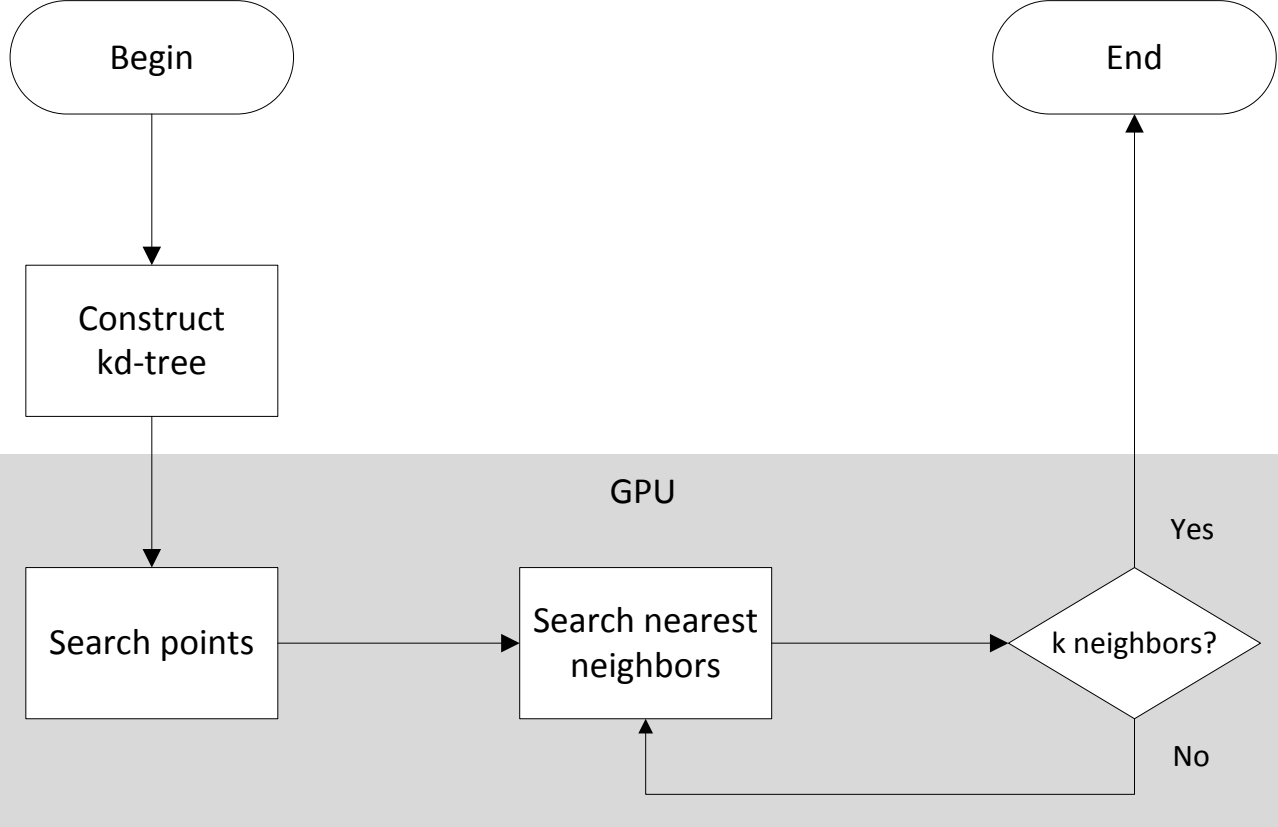 Begin
End
Construct
kd-tree
GPU
Yes
Search points
Search nearest
neighbors
k neighbors?
No